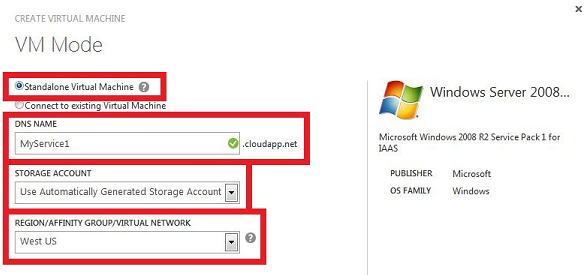 CREATE VIRTUAL MACHINE
VM Mode
Standalone Virtual Machine ?
Connect to existing Virtual Machine
DNS NAME
MyService1 .cloudapp.net
STORAGE ACCOUNT
Use Automatically Generated Storage Account
REGION/AFFINITY GROUP/VIRTUAL NETWORK
West US ?
Windows Server 2008...
Microsoft Windows 2008 R2 Service Pack 1 for
IAAS
PUBLISHER Microsoft
OS FAMILY Windows